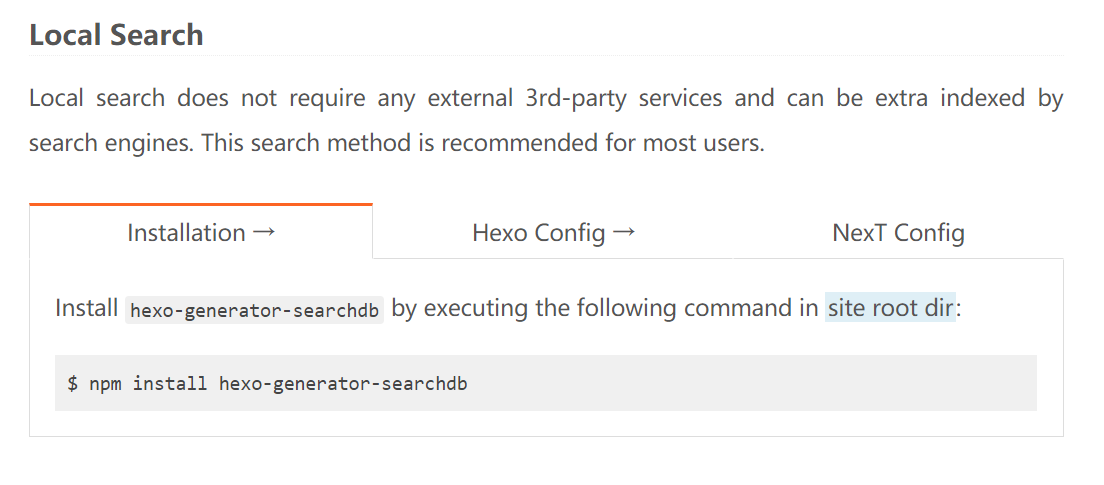 Local Search
Local search does not require any external 3rd-party services and can be extra indexed by
search engines. This search method is recommended for most users.
Installation → Hexo Config → NexT Config
Install hexo-generator-searchdb by executing the following command in site root dir:
$ npm install hexo-generator-searchdb